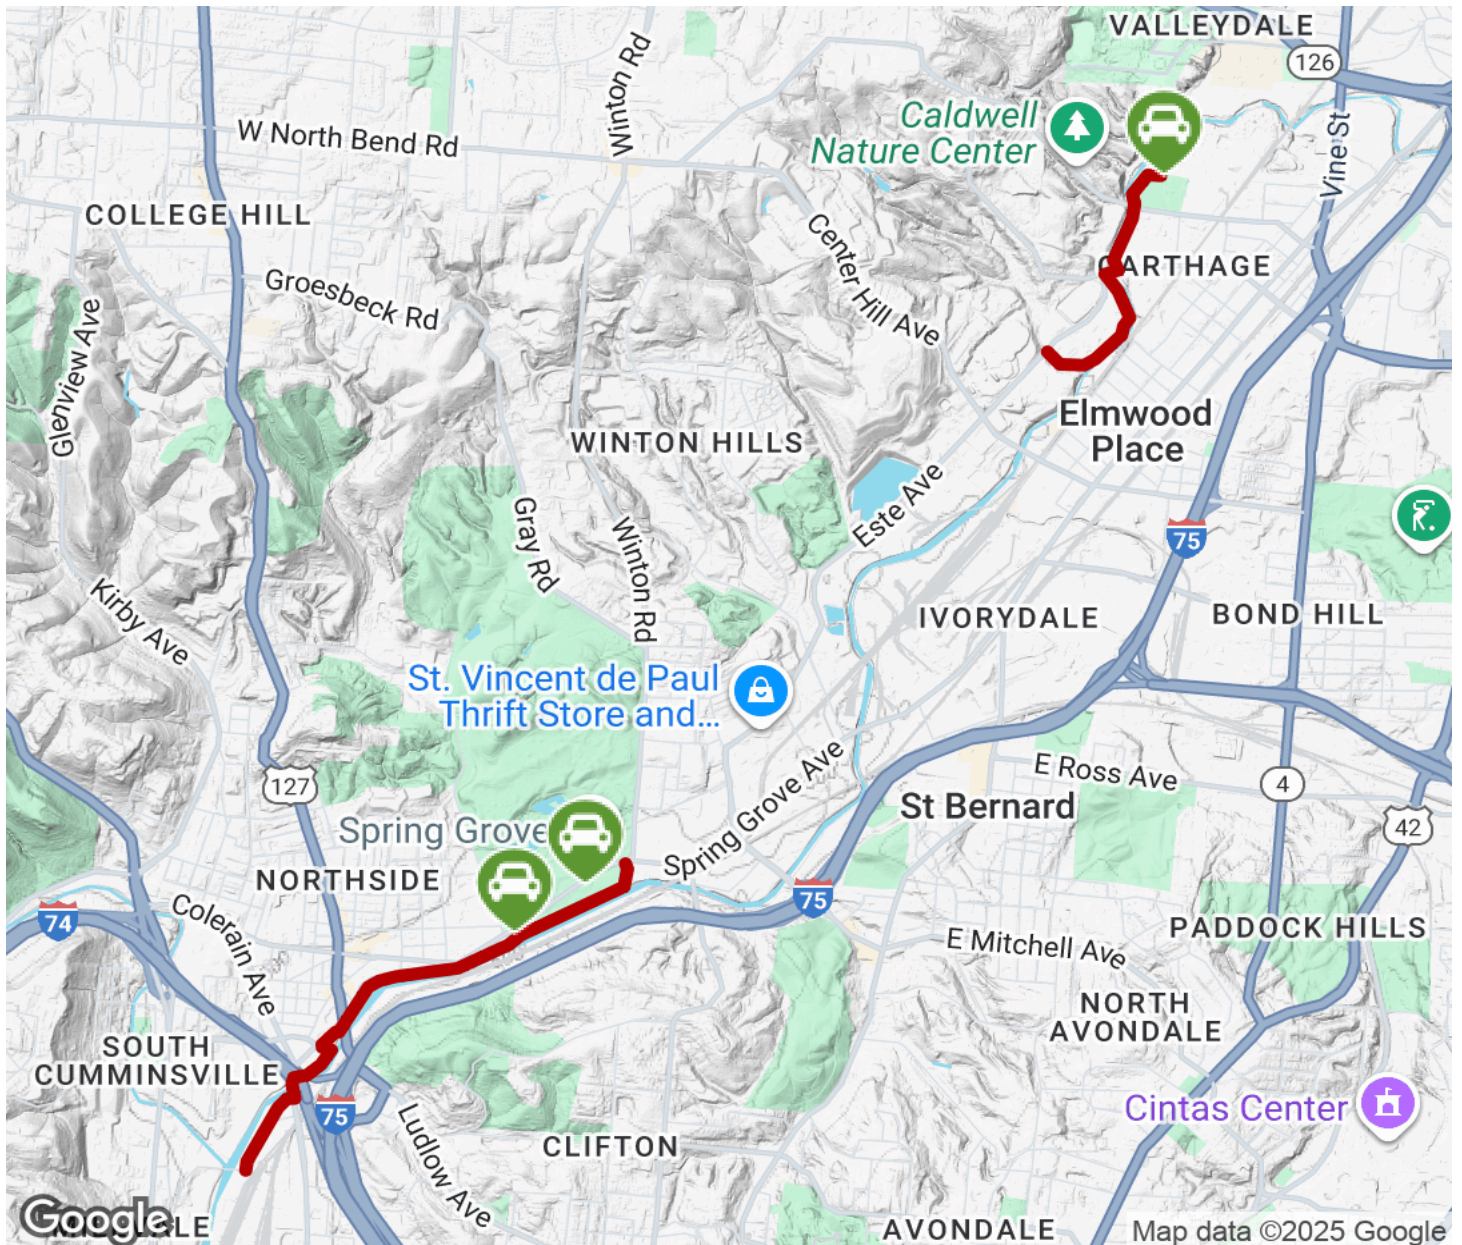 VALLEYDALE
126
Winton Rd
Caldwell
Nature Center
W North Bend Rd
Vine St
COLLEGE HILL
Center Hill Ave
CARTHAGE
Groesbeck Rd
Glenview Ave
Elmwood
Place
WINTON HILLS
Este Ave
Gray Rd
Winton Rd
75
Kirby Ave
IVORYDALE
BOND HILL
St. Vincent de Paul
Thrift Store and...
Spring Grove Ave
E Ross Ave
127
4
St Bernard
42
Spring Grove
NORTHSIDE
75
74
Colerain Ave
PADDOCK HILLS
E Mitchell Ave
NORTH
AVONDALE
SOUTH
CUMMINSVILLE
75
Ludlow Ave
Cintas Center
CLIFTON
Google
AVONDALE
Map data ©2025 Google